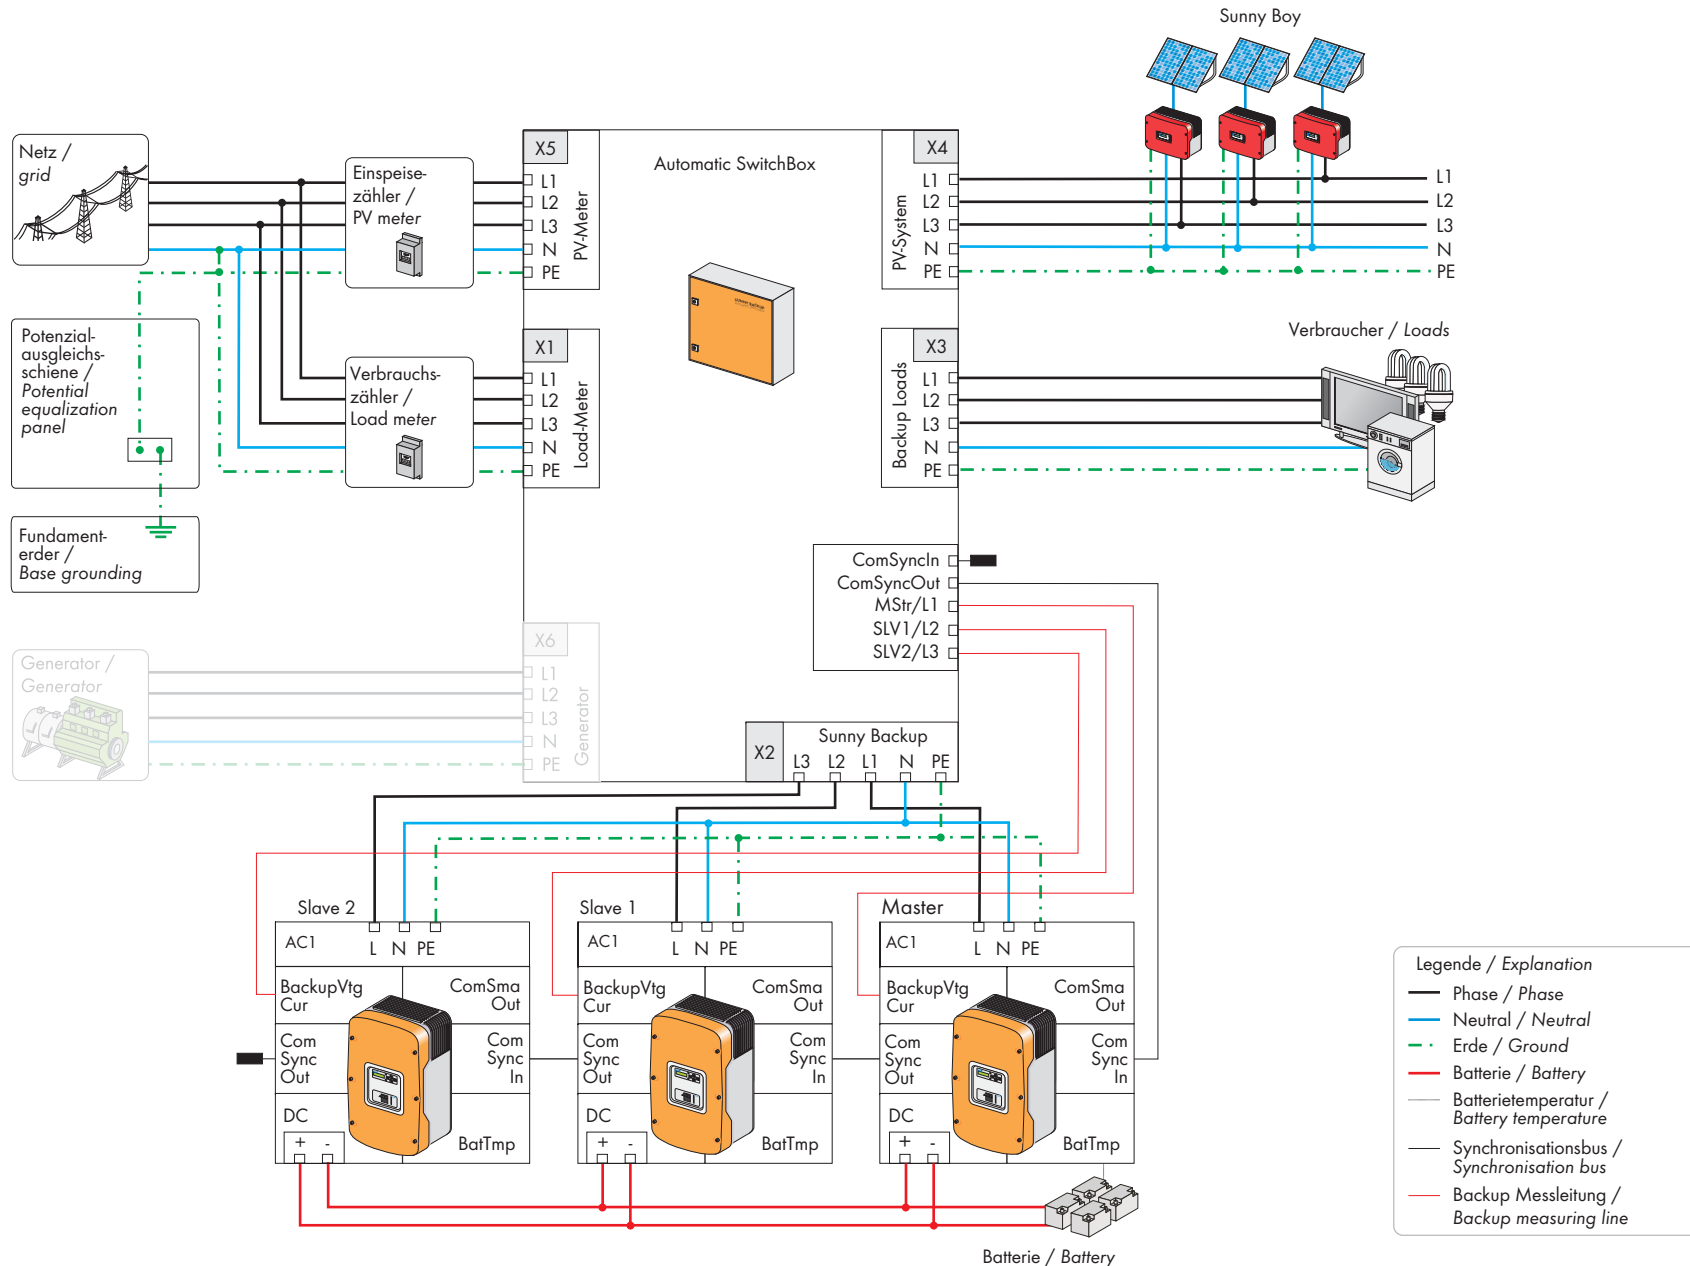 Sunny Boy
Netz /
grid
Einspeise-
zähler /
PV meter
X5
L1
L2
L3
N
PE
PV-Meter
Automatic SwitchBox
X4
L1
L2
L3
N
PE
PV-System
L1
L2
L3
N
PE
Potenzial-
ausgleichs-
schiene /
Potential
equalization
panel
Verbrauchs-
zähler /
Load meter
X1
L1
L2
L3
N
PE
Load-Meter
X3
L1
L2
L3
N
PE
Backup Loads
Verbraucher / Loads
Fundament-
erder /
Base grounding
ComSyncIn
ComSyncOut
MStr/L1
SLV1/L2
SLV2/L3
Generator /
Generator
X6
L1
L2
L3
N
PE
Generator
X2
Sunny Backup
L3 L2 L1 N PE
Slave 2
AC1
L N PE
BackupVtg
Cur
ComSma
Out
Com
Sync
Out
Com
Sync
In
DC
+ -
BatTmp
Slave 1
AC1
L N PE
BackupVtg
Cur
ComSma
Out
Com
Sync
Out
Com
Sync
In
DC
+ -
BatTmp
Master
AC1
L N PE
BackupVtg
Cur
ComSma
Out
Com
Sync
Out
Com
Sync
In
DC
+ -
BatTmp
Batterie / Battery
Legende / Explanation
Phase / Phase
Neutral / Neutral
Erde / Ground
Batterie / Battery
Batterietemperatur /
Battery temperature
Synchronisationsbus /
Synchronisation bus
Backup Messleitung /
Backup measuring line